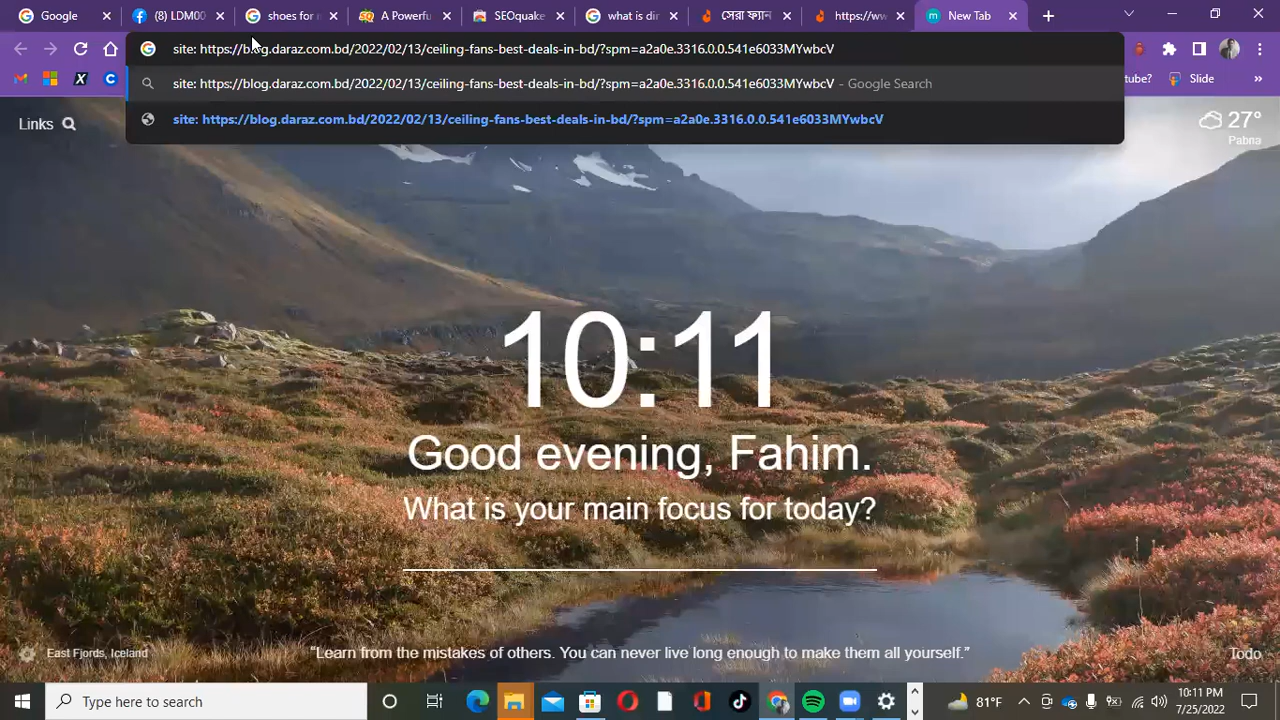 Google
(8) LDM00
shoes for m
A Powerfu
SEOquake
what is dir
সেরা ফ্যান
https://ww
New Tab
site: https://blog.daraz.com.bd/2022/02/13/ceiling-fans-best-deals-in-bd/?spm=a2a0e.3316.0.0.541e6033MYwbcV
site: https://blog.daraz.com.bd/2022/02/13/ceiling-fans-best-deals-in-bd/?spm=a2a0e.3316.0.0.541e6033MYwbcV - Google Search
tube?
Slide
»
site: https://blog.daraz.com.bd/2022/02/13/ceiling-fans-best-deals-in-bd/?spm=a2a0e.3316.0.0.541e6033MYwbcV
Links
27°
Pabna
10:11
Good evening, Fahim.
What is your main focus for today?
East Fjords, Iceland
“Learn from the mistakes of others. You can never live long enough to make them all yourself.”
Todo
Type here to search
81°F
10:11 PM
7/25/2022